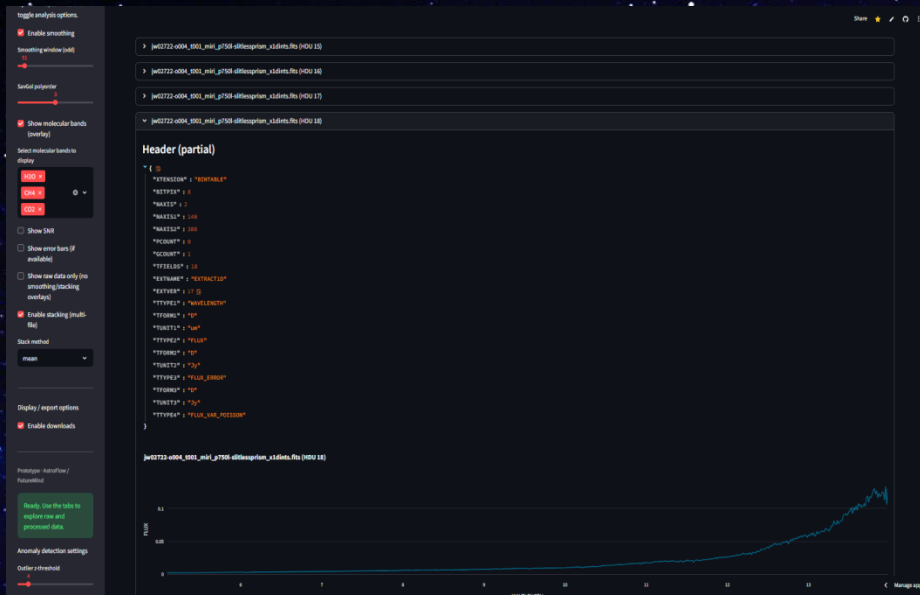 toggle analysis options.
Enable smoothing
Smoothing window (odd)
SavGol polyorder
Show molecular bands
(overlay)
Select molecular bands to
display
H2O ×
CH4 ×
CO2 ×
Show SNR
Show error bars (if
available)
Show raw data only (no
smoothing/stacking
overlays)
Enable stacking (multi-
file)
Stack method
mean
Display / export options
Enable downloads
Prototype - AstroFlow /
FutureMind
Ready. Use the tabs to
explore raw and
processed data.
Anomaly detection settings
Outlier z-threshold
Share
jw02722-o004_t001_miri_p750l-slitlessprism_x1dints.fits (HDU 15)
jw02722-o004_t001_miri_p750l-slitlessprism_x1dints.fits (HDU 16)
jw02722-o004_t001_miri_p750l-slitlessprism_x1dints.fits (HDU 17)
jw02722-o004_t001_miri_p750l-slitlessprism_x1dints.fits (HDU 18)
Header (partial)
{
"XTENSION" : "BINTABLE"
"BITPIX" : 8
"NAXIS" : 2
"NAXIS1" : 140
"NAXIS2" : 388
"PCOUNT" : 0
"GCOUNT" : 1
"TFIELDS" : 18
"EXTNAME" : "EXTRACT1D"
"EXTVER" : 17
"TTYPE1" : "WAVELENGTH"
"TFORM1" : "D"
"TUNIT1" : "um"
"TTYPE2" : "FLUX"
"TFORM2" : "D"
"TUNIT2" : "Jy"
"TTYPE3" : "FLUX_ERROR"
"TFORM3" : "D"
"TUNIT3" : "Jy"
"TTYPE4" : "FLUX_VAR_POISSON"
}
jw02722-o004_t001_miri_p750l-slitlessprism_x1dints.fits (HDU 18)
0.1
0.05
0
FLUX
6 7 8 9 10 11 12 13
Manage app